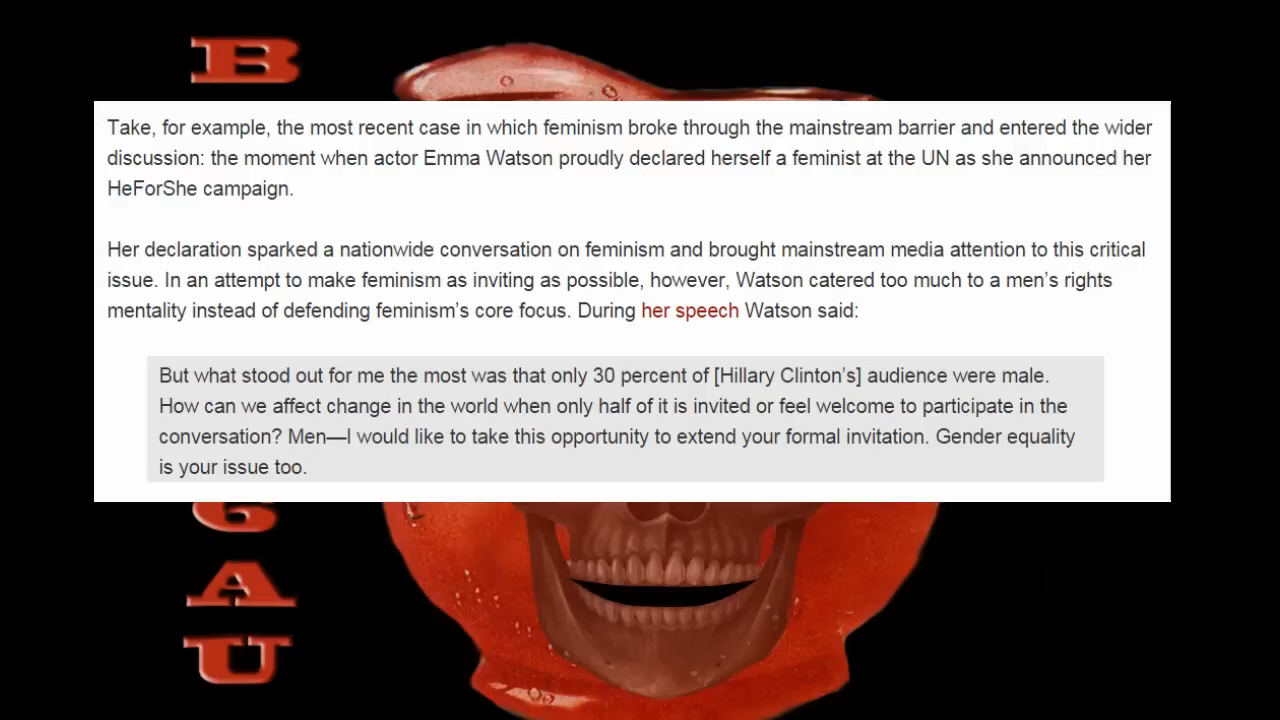 B
Take, for example, the most recent case in which feminism broke through the mainstream barrier and entered the wider
discussion: the moment when actor Emma Watson proudly declared herself a feminist at the UN as she announced her
HeForShe campaign.
Her declaration sparked a nationwide conversation on feminism and brought mainstream media attention to this critical
issue. In an attempt to make feminism as inviting as possible, however, Watson catered too much to a men’s rights
mentality instead of defending feminism’s core focus. During her speech Watson said:
But what stood out for me the most was that only 30 percent of [Hillary Clinton’s] audience were male.
How can we affect change in the world when only half of it is invited or feel welcome to participate in the
conversation? Men—I would like to take this opportunity to extend your formal invitation. Gender equality
is your issue too.
A
U